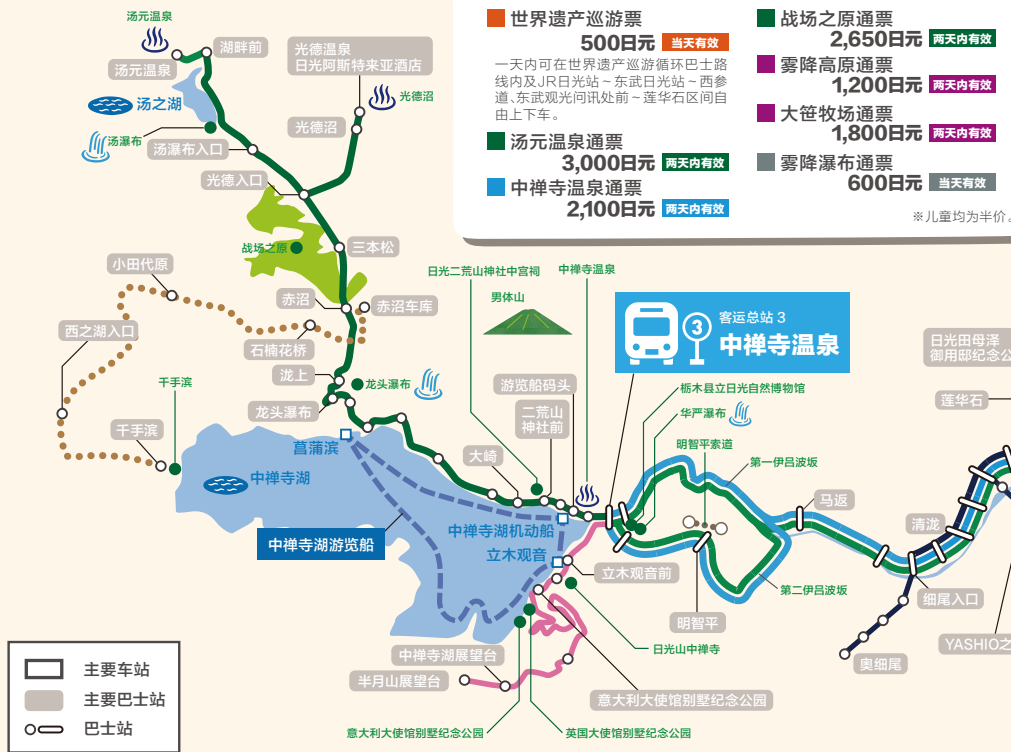 世界遗产巡游票
500日元 当天有效
一天内可在世界遗产巡游循环巴士路
线内及JR日光站～东武日光站～西参
道、东武观光问讯处前～莲华石区间自
由上下车。
汤元温泉通票
3,000日元 两天内有效
中禅寺温泉通票
2,100日元 两天内有效
战场之原通票
2,650日元 两天内有效
雾降高原通票
1,200日元 两天内有效
大笹牧场通票
1,800日元 两天内有效
雾降瀑布通票
600日元 当天有效
※儿童均为半价。
汤元温泉
湖畔前
汤元温泉
光德温泉
日光阿斯特来亚酒店
汤之湖
光德沼
汤瀑布
光德沼
汤瀑布入口
光德入口
战场之原
三本松
小田代原
日光二荒山神社中宫祠
中禅寺温泉
男体山
赤沼
赤沼车库
西之湖入口
石楠花桥
客运总站 3
3
中禅寺温泉
日光田母泽
御用邸纪念公
泷上
千手滨
龙头瀑布
龙头瀑布
游览船码头
栃木县立日光自然博物馆
莲华石
二荒山
神社前
华严瀑布
千手滨
菖蒲滨
明智平索道
大崎
第一伊吕波坂
中禅寺湖
马返
中禅寺湖机动船
清泷
中禅寺湖游览船
立木观音
立木观音前
第二伊吕波坂
细尾入口
明智平
日光山中禅寺
YASHIO之
中禅寺湖展望台
奥细尾
半月山展望台
意大利大使馆别墅纪念公园
意大利大使馆别墅纪念公园
英国大使馆别墅纪念公园
主要车站
主要巴士站
巴士站